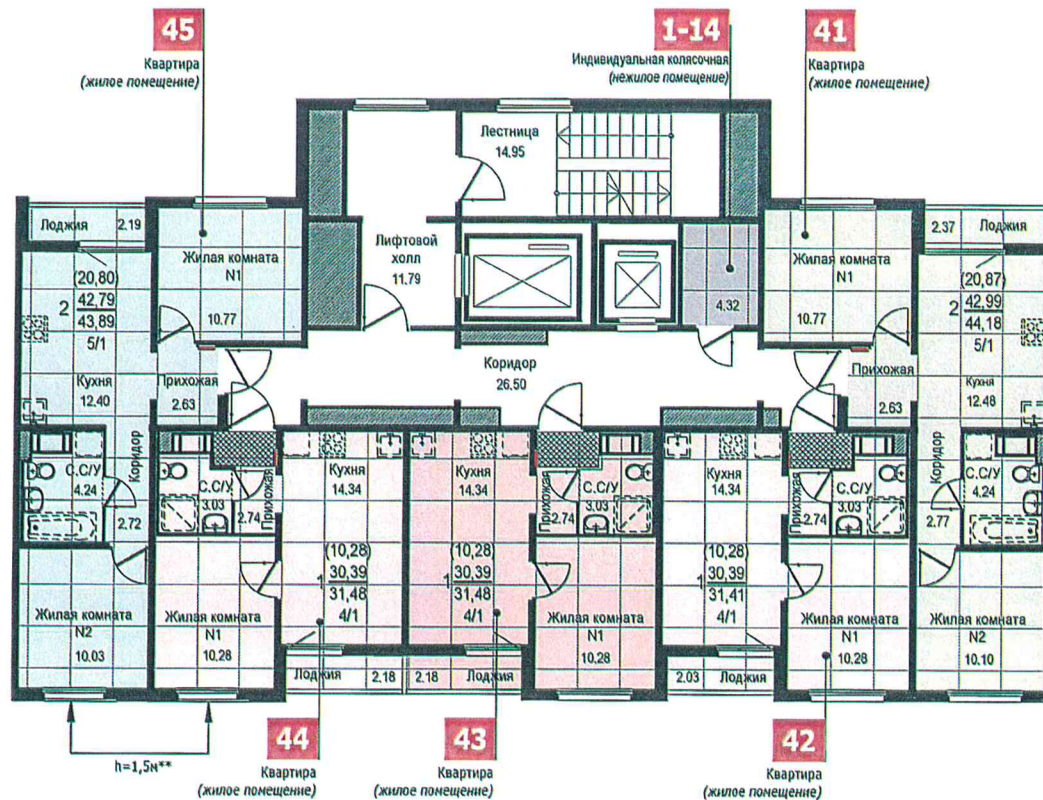 45
Квартира
(жилое помещение)
1-14
Индивидуальная колясочная
(нежилое помещение)
41
Квартира
(жилое помещение)
Лестница
14.95
Лоджия 2.19
Жилая комната
N1
10.77
Лифтовой
холл
11.79
4.32
Жилая комната
N1
10.77
2.37 Лоджия
(20,80)
2 42,79
43,89
5/1
(20,87)
2 42,99
44,18
5/1
Кухня
12.40
Прихожая
2.63
Коридор
26.50
Прихожая
2.63
Кухня
12.48
С.С/У
4.24
Коридор
2.72
С.С/У
3.03
Прихожая
2.74
Кухня
14.34
Кухня
14.34
Прихожая
2.74
С.С/У
3.03
Кухня
14.34
Прихожая
2.74
С.С/У
3.03
Коридор
2.77
С.С/У
4.24
(10,28)
1 30,39
31,48
4/1
(10,28)
1 30,39
31,48
4/1
(10,28)
1 30,39
31,41
4/1
Жилая комната
N2
10.03
Жилая комната
N1
10.28
Жилая комната
N1
10.28
Жилая комната
N1
10.28
Жилая комната
N2
10.10
Лоджия 2.18
2.18 Лоджия
2.03 Лоджия
h=1,5м**
44
Квартира
(жилое помещение)
43
Квартира
(жилое помещение)
42
Квартира
(жилое помещение)